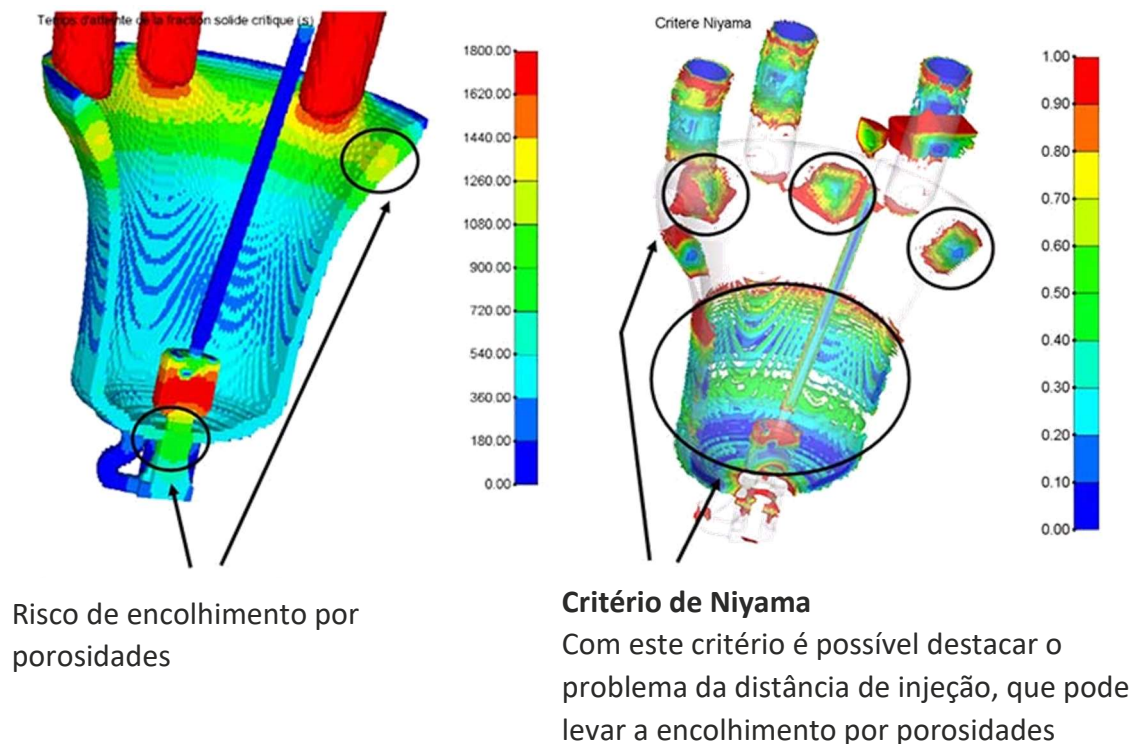 Temps d'attente de la fraction solide critique (s)
1800.00
1620.00
1440.00
1260.00
1080.00
900.00
720.00
540.00
360.00
180.00
0.00
Critere Niyama
1.00
0.90
0.80
0.70
0.60
0.50
0.40
0.30
0.20
0.10
0.00
Risco de encolhimento por
porosidades
Critério de Niyama
Com este critério é possível destacar o
problema da distância de injeção, que pode
levar a encolhimento por porosidades